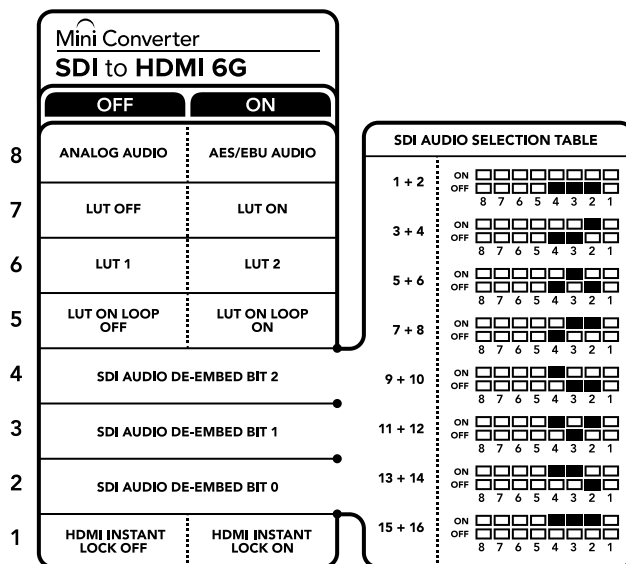 Mini Converter
SDI to HDMI 6G
OFF ON
8 ANALOG AUDIO AES/EBU AUDIO
7 LUT OFF LUT ON
6 LUT 1 LUT 2
5 LUT ON LOOP OFF LUT ON LOOP ON
4 SDI AUDIO DE-EMBED BIT 2
3 SDI AUDIO DE-EMBED BIT 1
2 SDI AUDIO DE-EMBED BIT 0
1 HDMI INSTANT LOCK OFF HDMI INSTANT LOCK ON
SDI AUDIO SELECTION TABLE
1 + 2 ON
OFF
8 7 6 5 4 3 2 1
3 + 4 ON
OFF
8 7 6 5 4 3 2 1
5 + 6 ON
OFF
8 7 6 5 4 3 2 1
7 + 8 ON
OFF
8 7 6 5 4 3 2 1
9 + 10 ON
OFF
8 7 6 5 4 3 2 1
11 + 12 ON
OFF
8 7 6 5 4 3 2 1
13 + 14 ON
OFF
8 7 6 5 4 3 2 1
15 + 16 ON
OFF
8 7 6 5 4 3 2 1